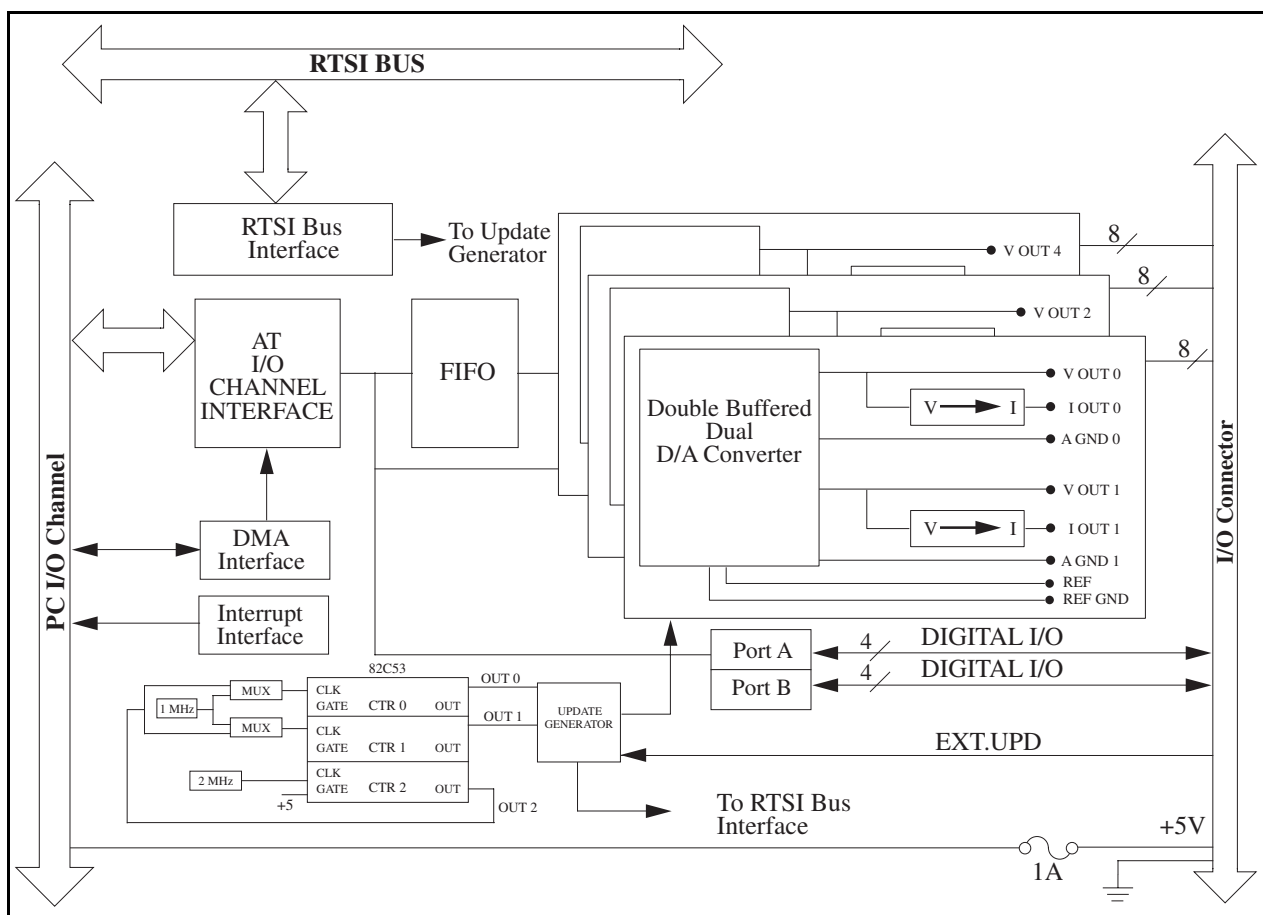 RTSI BUS
RTSI Bus
Interface
To Update
Generator
V OUT 4
8
V OUT 2
8
8
AT
I/O
CHANNEL
INTERFACE
FIFO
Double Buffered
Dual
D/A Converter
V OUT 0
V
I
I OUT 0
A GND 0
V OUT 1
V
I
I OUT 1
A GND 1
REF
REF GND
PC I/O Channel
I/O Connector
DMA
Interface
Interrupt
Interface
Port A
4
DIGITAL I/O
Port B
4
DIGITAL I/O
82C53
MUX
1 MHz
MUX
2 MHz
+5
CLK
GATE
CTR 0
OUT
CLK
GATE
CTR 1
OUT
CLK
GATE
CTR 2
OUT
OUT 0
OUT 1
OUT 2
UPDATE
GENERATOR
EXT.UPD
To RTSI Bus
Interface
+5V
1A